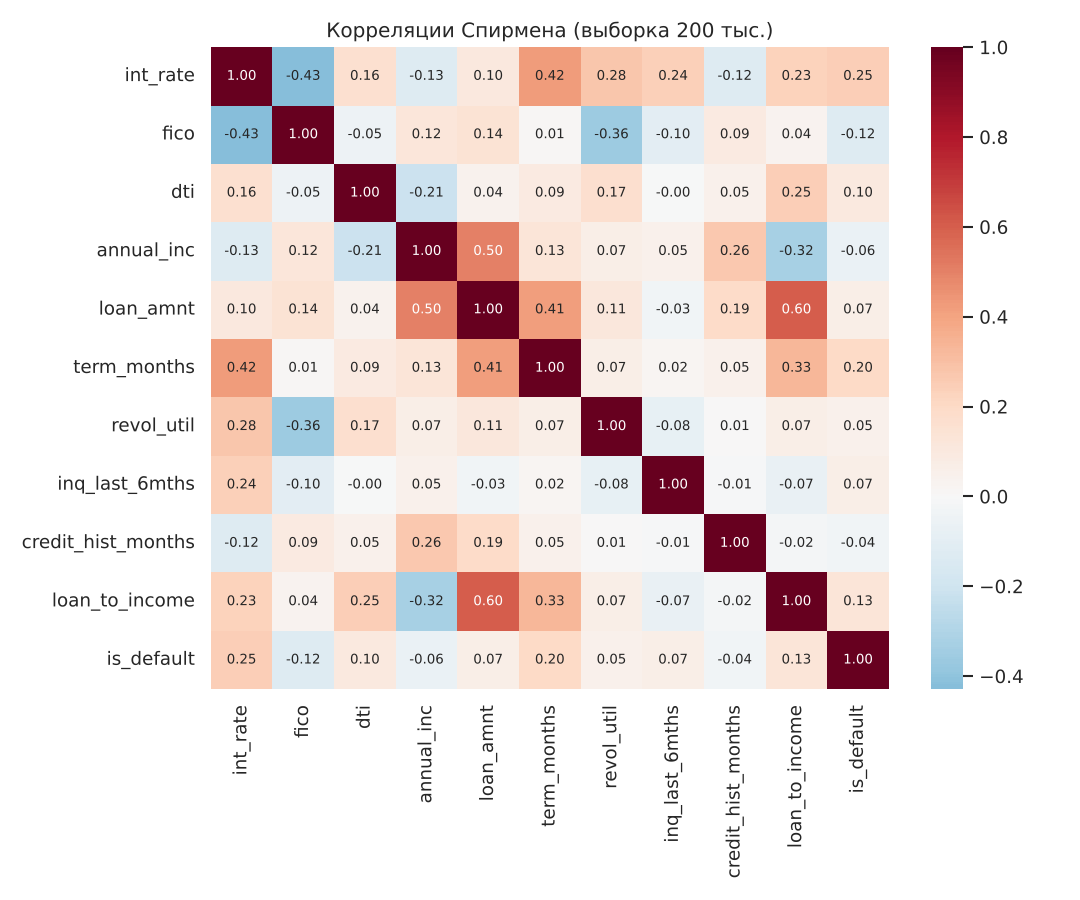 Корреляции Спирмена (выборка 200 тыс.)
int_rate 1.00 -0.43 0.16 -0.13 0.10 0.42 0.28 0.24 -0.12 0.23 0.25
fico -0.43 1.00 -0.05 0.12 0.14 0.01 -0.36 -0.10 0.09 0.04 -0.12
dti 0.16 -0.05 1.00 -0.21 0.04 0.09 0.17 -0.00 0.05 0.25 0.10
annual_inc -0.13 0.12 -0.21 1.00 0.50 0.13 0.07 0.05 0.26 -0.32 -0.06
loan_amnt 0.10 0.14 0.04 0.50 1.00 0.41 0.11 -0.03 0.19 0.60 0.07
term_months 0.42 0.01 0.09 0.13 0.41 1.00 0.07 0.02 0.05 0.33 0.20
revol_util 0.28 -0.36 0.17 0.07 0.11 0.07 1.00 -0.08 0.01 0.07 0.05
inq_last_6mths 0.24 -0.10 -0.00 0.05 -0.03 0.02 -0.08 1.00 -0.01 -0.07 0.07
credit_hist_months -0.12 0.09 0.05 0.26 0.19 0.05 0.01 -0.01 1.00 -0.02 -0.04
loan_to_income 0.23 0.04 0.25 -0.32 0.60 0.33 0.07 -0.07 -0.02 1.00 0.13
is_default 0.25 -0.12 0.10 -0.06 0.07 0.20 0.05 0.07 -0.04 0.13 1.00
int_rate
fico
dti
annual_inc
loan_amnt
term_months
revol_util
inq_last_6mths
credit_hist_months
loan_to_income
is_default
1.0
0.8
0.6
0.4
0.2
0.0
−0.2
−0.4